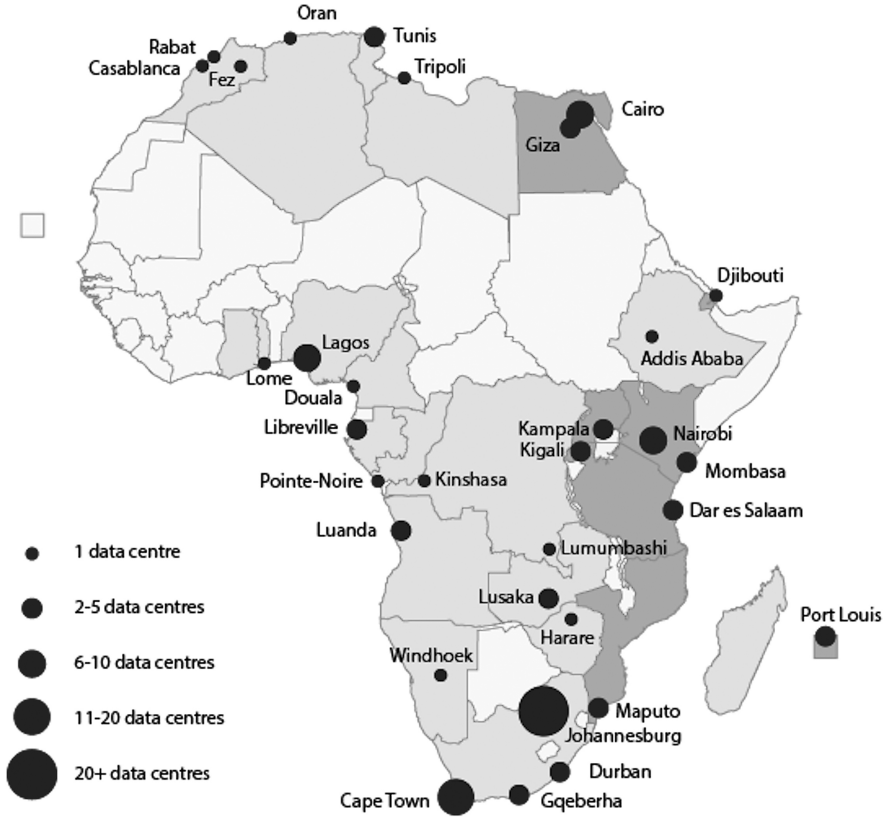 Oran
Tunis
Rabat
Casablanca
Fez
Tripoli
Cairo
Giza
Djibouti
Addis Ababa
Lagos
Lome
Douala
Libreville
Kampala
Kigali
Nairobi
Mombasa
Pointe-Noire
Kinshasa
Dar es Salaam
Luanda
1 data centre
Lumumbashi
Lusaka
2-5 data centres
Port Louis
Harare
Windhoek
6-10 data centres
Maputo
11-20 data centres
Johannesburg
20+ data centres
Durban
Cape Town
Gqeberha